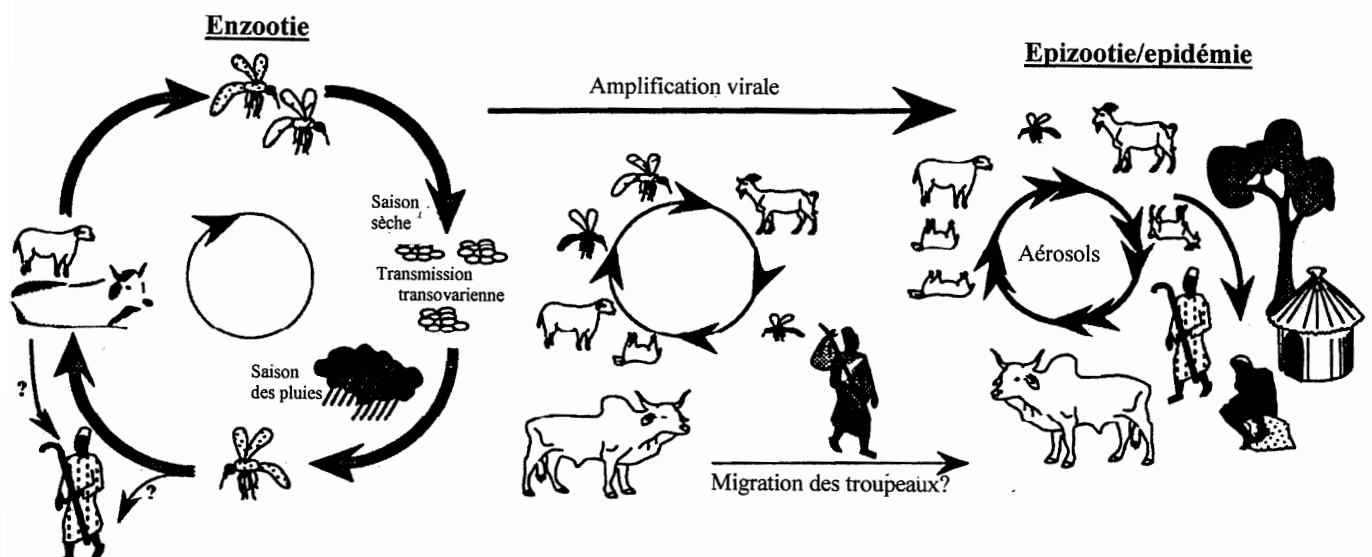 Enzootie
Epizootie/epidémie
Amplification virale
Saison
sèche
Transmission
transovarienne
Saison
des pluies
?
?
Aérosols
Migration des troupeaux?